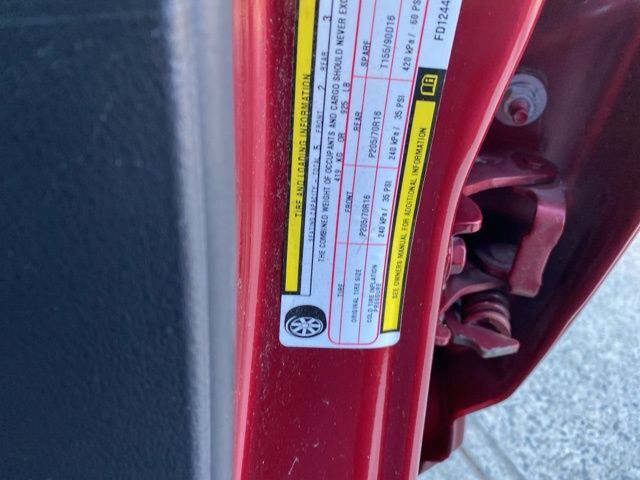 TIRE AND LOADING INFORMATION
SEATING CAPACITY TOTAL 5 FRONT 2 REAR 3
THE COMBINED WEIGHT OF OCCUPANTS AND CARGO SHOULD NEVER EXC
419 KG OR 925 LB
TIRE FRONT REAR SPARE
ORIGINAL TIRE SIZE P205/70R16 P205/70R16 T155/90D16
COLD TIRE INFLATION PRESSURE 240 kPa / 35 PSI 240 kPa / 35 PSI 420 kPa / 60 PS
SEE OWNERS MANUAL FOR ADDITIONAL INFORMATION
FD1244